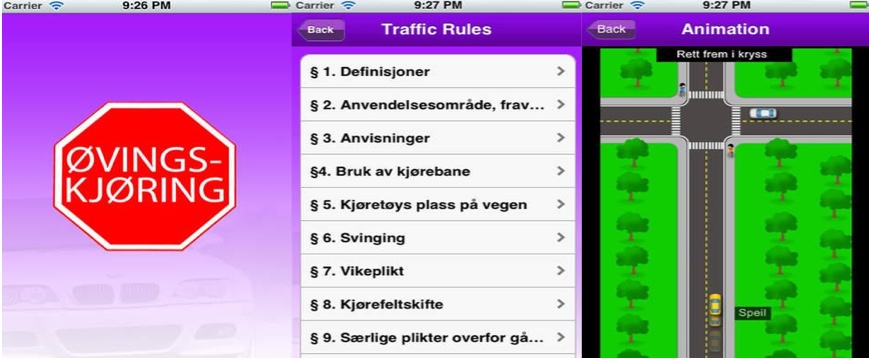 Carrier 9:26 PM
ØVINGS-
KJØRING
Carrier 9:27 PM
Back Traffic Rules
§ 1. Definisjoner
§ 2. Anvendelsesområde, frav...
§ 3. Anvisninger
§4. Bruk av kjørebane
§ 5. Kjøretøys plass på vegen
§ 6. Svinging
§ 7. Vikeplikt
§ 8. Kjørefeltskifte
§ 9. Særlige plikter overfor gå...
Carrier 9:27 PM
Back Animation
Rett frem i kryss
Speil